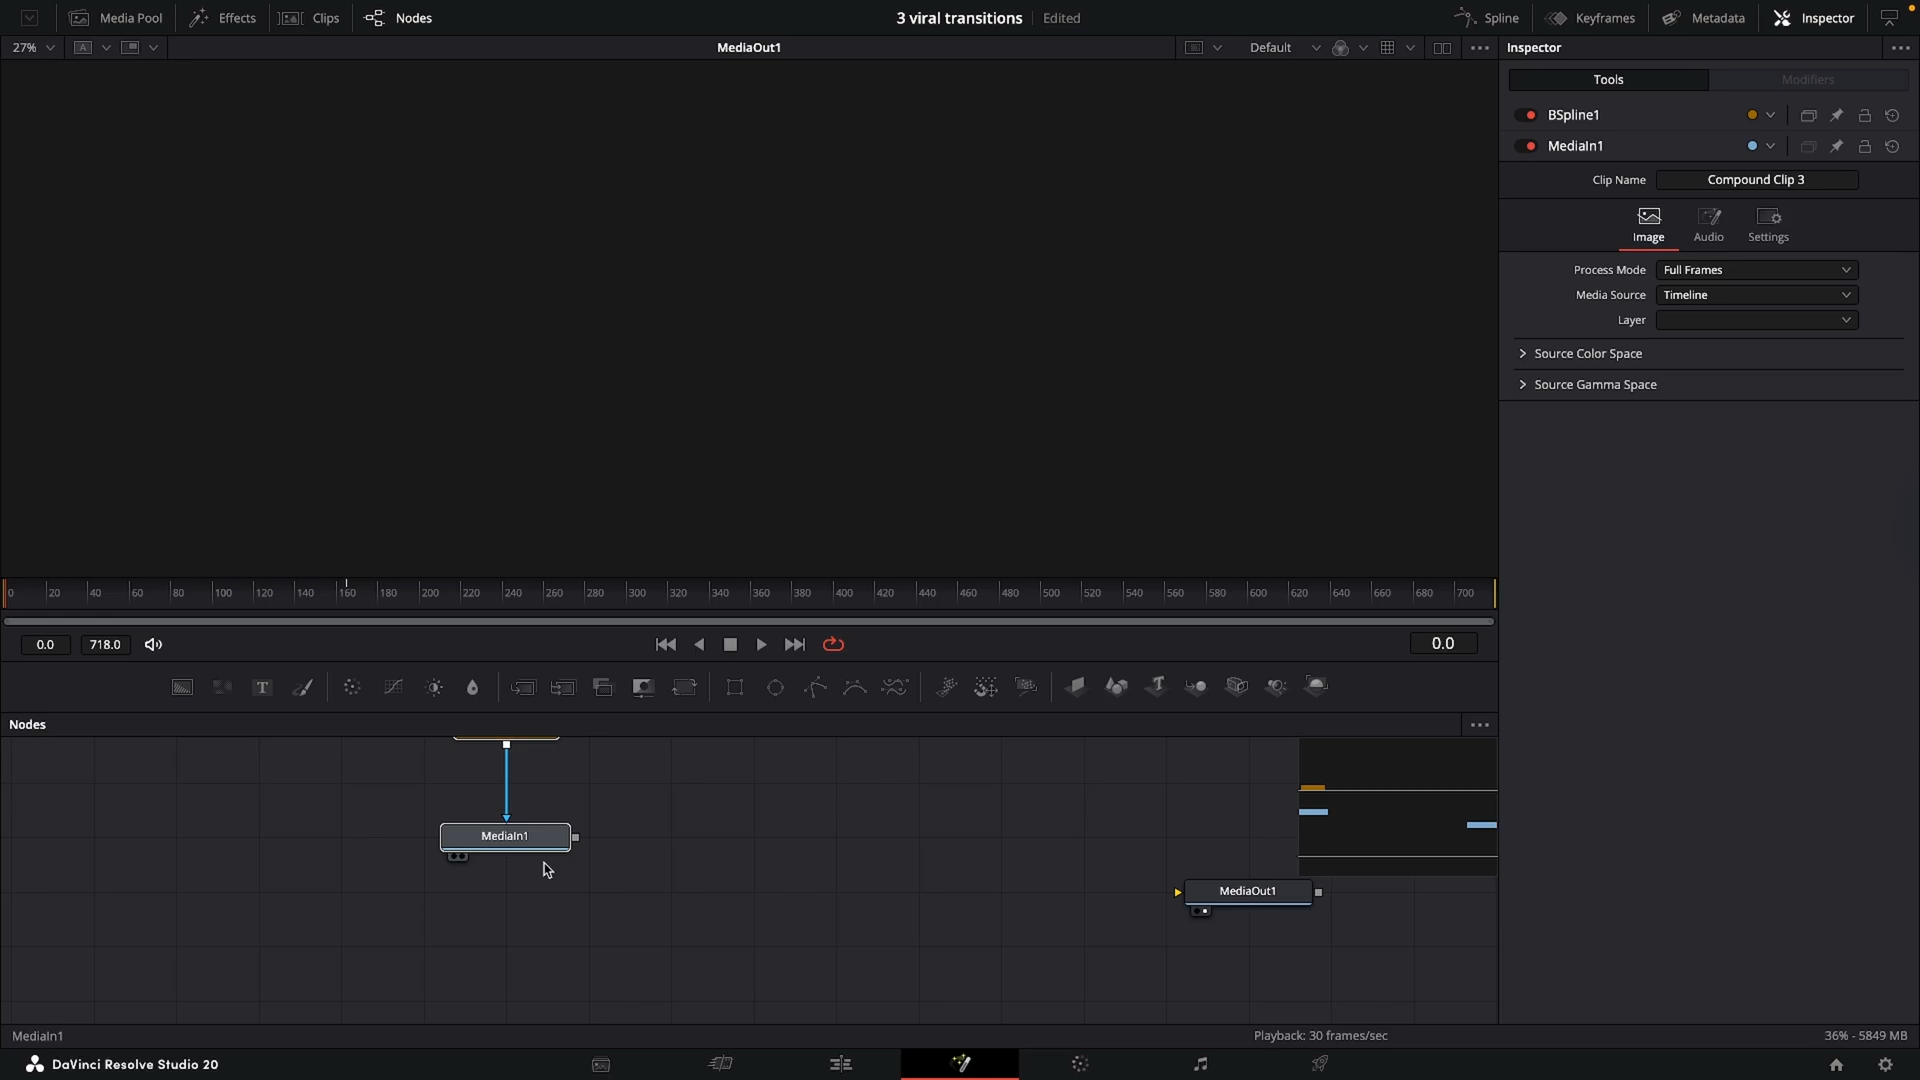 Media Pool Effects Clips Nodes 3 viral transitions Edited Spline Keyframes Metadata Inspector
27% A MediaOut1 Default Inspector
Tools Modifiers
BSpline1
MediaIn1
Clip Name Compound Clip 3
Image Audio Settings
Process Mode Full Frames
Media Source Timeline
Layer
Source Color Space
Source Gamma Space
0 20 40 60 80 100 120 140 160 180 200 220 240 260 280 300 320 340 360 380 400 420 440 460 480 500 520 540 560 580 600 620 640 660 680 700
0.0 718.0 0.0
T
Nodes
MediaIn1
MediaOut1
MediaIn1 Playback: 30 frames/sec 36% - 5849 MB
DaVinci Resolve Studio 20